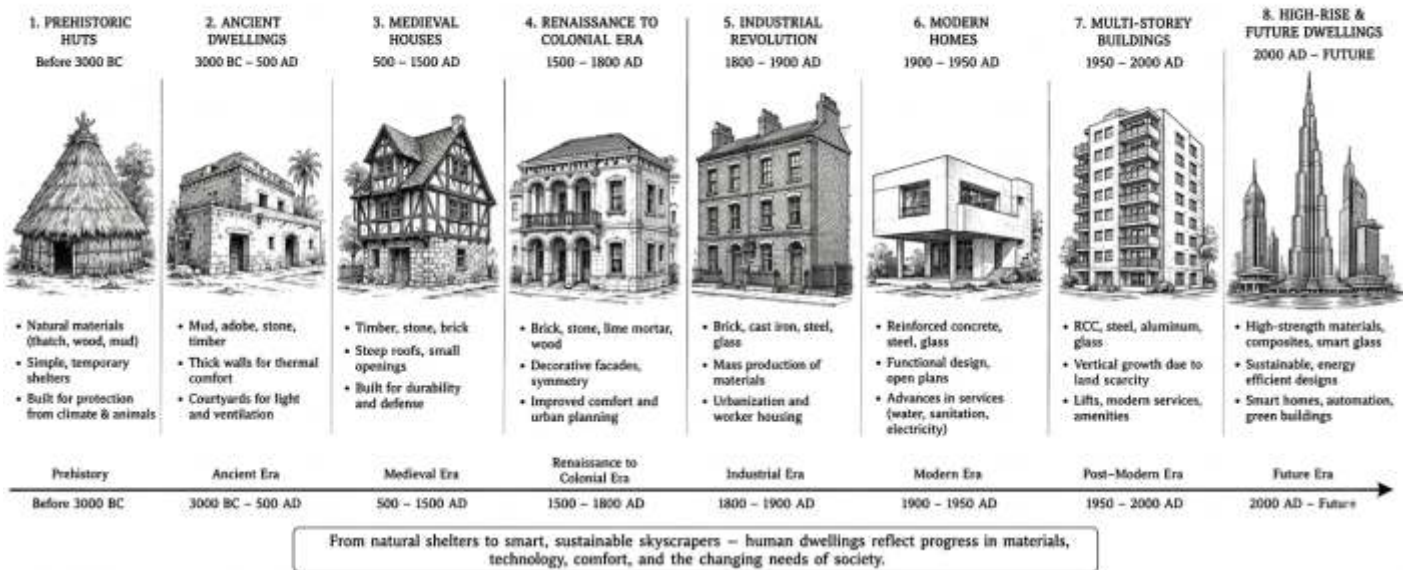 1. PREHISTORIC
HUTS
Before 3000 BC
2. ANCIENT
DWELLINGS
3000 BC – 500 AD
3. MEDIEVAL
HOUSES
500 – 1500 AD
4. RENAISSANCE TO
COLONIAL ERA
1500 – 1800 AD
5. INDUSTRIAL
REVOLUTION
1800 – 1900 AD
6. MODERN
HOMES
1900 – 1950 AD
7. MULTI-STOREY
BUILDINGS
1950 – 2000 AD
8. HIGH-RISE &
FUTURE DWELLINGS
2000 AD – FUTURE
• Natural materials
(thatch, wood, mud)
• Simple, temporary
shelters
• Built for protection
from climate & animals
• Mud, adobe, stone,
timber
• Thick walls for thermal
comfort
• Courtyards for light
and ventilation
• Timber, stone, brick
• Steep roofs, small
openings
• Built for durability
and defense
• Brick, stone, lime mortar,
wood
• Decorative facades,
symmetry
• Improved comfort and
urban planning
• Brick, cast iron, steel,
glass
• Mass production of
materials
• Urbanization and
worker housing
• Reinforced concrete,
steel, glass
• Functional design,
open plans
• Advances in services
(water, sanitation,
electricity)
• RCC, steel, aluminum,
glass
• Vertical growth due to
land scarcity
• Lifts, modern services,
amenities
• High-strength materials,
composites, smart glass
• Sustainable, energy
efficient designs
• Smart homes, automation,
green buildings
Prehistory
Before 3000 BC
Ancient Era
3000 BC – 500 AD
Medieval Era
500 – 1500 AD
Renaissance to
Colonial Era
1500 – 1800 AD
Industrial Era
1800 – 1900 AD
Modern Era
1900 – 1950 AD
Post-Modern Era
1950 – 2000 AD
Future Era
2000 AD – Future
From natural shelters to smart, sustainable skyscrapers – human dwellings reflect progress in materials,
technology, comfort, and the changing needs of society.